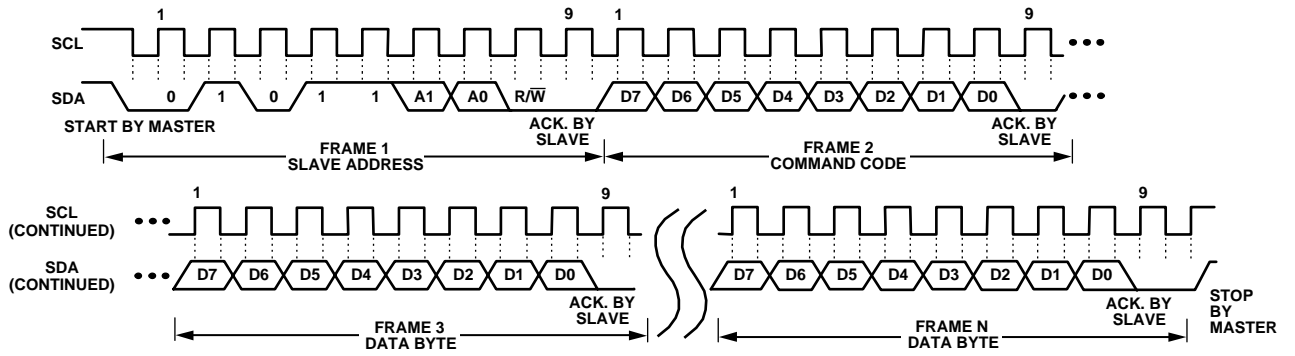 1 9 1 9
SCL
SDA 0 1 0 1 1 A1 A0 R/W̅ D7 D6 D5 D4 D3 D2 D1 D0
START BY MASTER ACK. BY SLAVE ACK. BY SLAVE
FRAME 1 SLAVE ADDRESS FRAME 2 COMMAND CODE
1 9 1 9
SCL (CONTINUED)
SDA (CONTINUED) D7 D6 D5 D4 D3 D2 D1 D0 D7 D6 D5 D4 D3 D2 D1 D0
ACK. BY SLAVE ACK. BY SLAVE STOP BY MASTER
FRAME 3 DATA BYTE FRAME N DATA BYTE